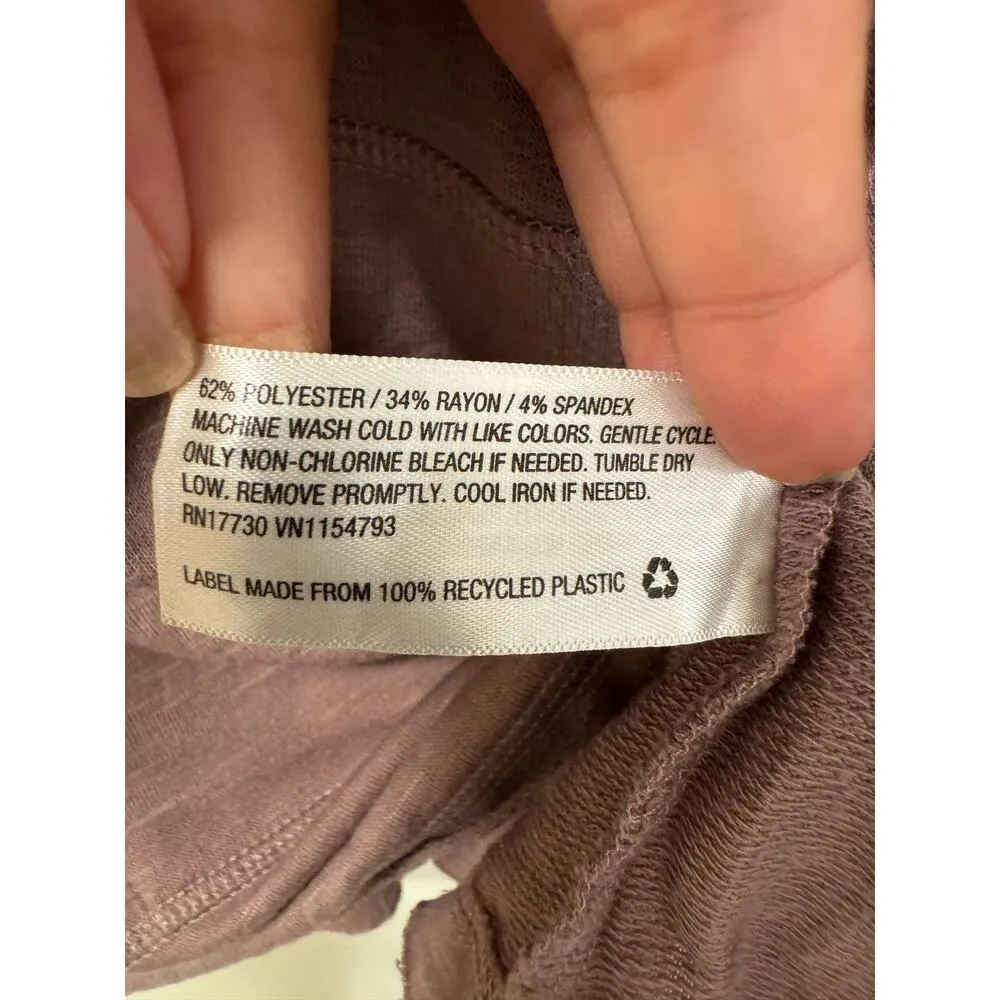 62% POLYESTER / 34% RAYON / 4% SPANDEX
MACHINE WASH COLD WITH LIKE COLORS. GENTLE CYCLE.
ONLY NON-CHLORINE BLEACH IF NEEDED. TUMBLE DRY
LOW. REMOVE PROMPTLY. COOL IRON IF NEEDED.
RN17730 VN1154793
LABEL MADE FROM 100% RECYCLED PLASTIC